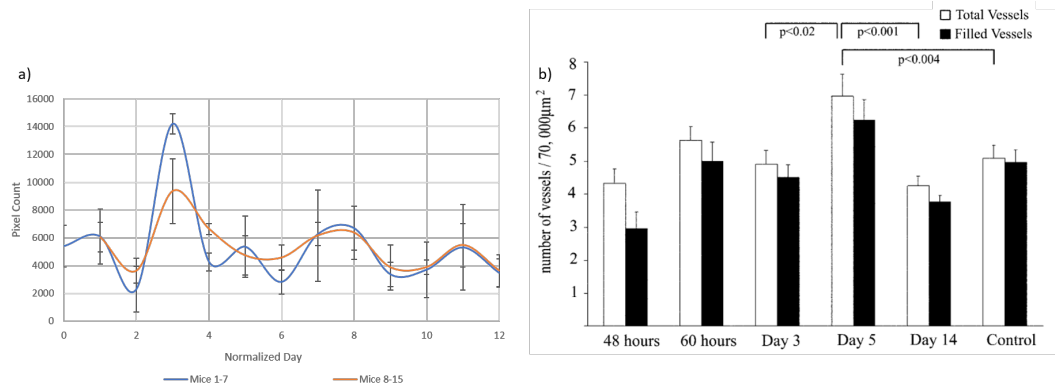 a)
16000
14000
12000
10000
8000
6000
4000
2000
0
Pixel Count
0 2 4 6 8 10 12
Normalized Day
Mice 1-7 Mice 8-15
b)
Total Vessels
Filled Vessels
p<0.02 p<0.001
p<0.004
8
7
6
5
4
3
2
1
number of vessels / 70, 000µm²
48 hours 60 hours Day 3 Day 5 Day 14 Control